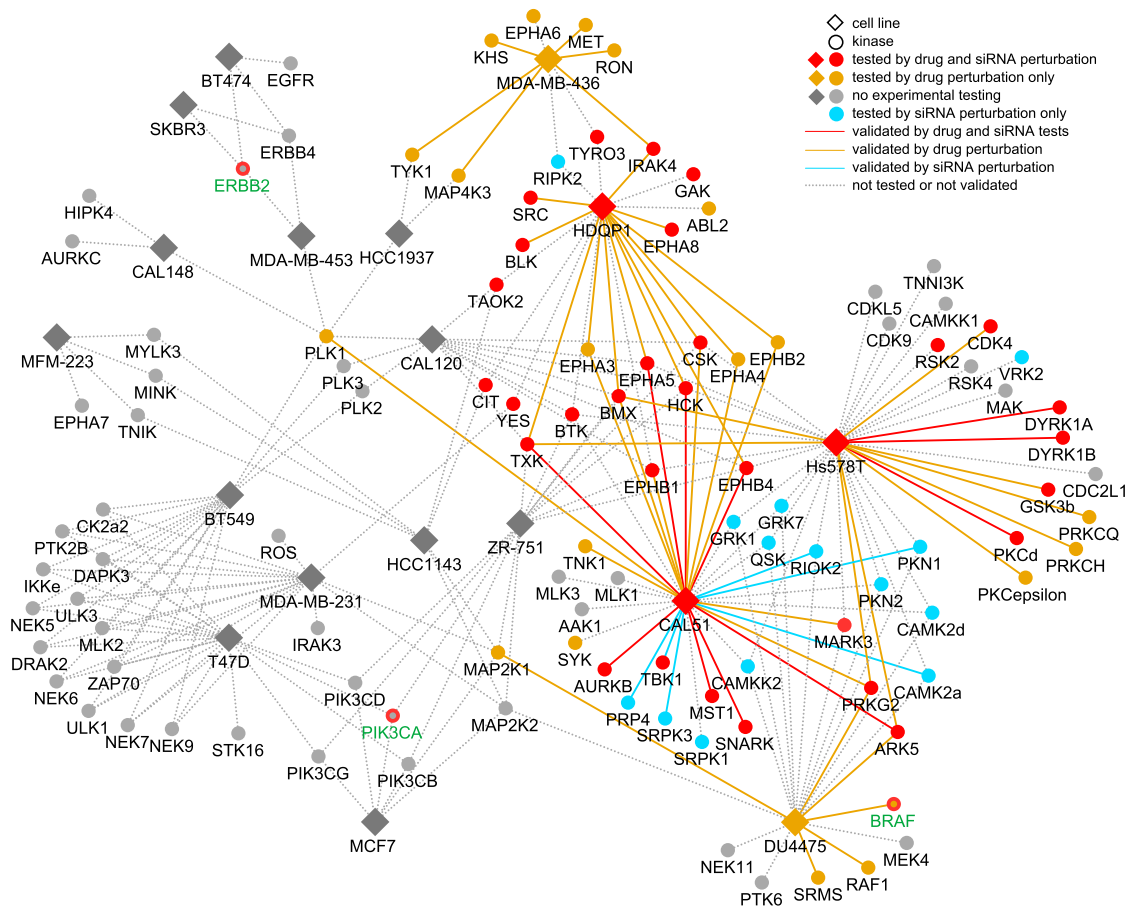 cell line
kinase
tested by drug and siRNA perturbation
tested by drug perturbation only
no experimental testing
tested by siRNA perturbation only
validated by drug and siRNA tests
validated by drug perturbation
validated by siRNA perturbation
not tested or not validated
EPHA6
MET
KHS
RON
MDA-MB-436
BT474
EGFR
SKBR3
ERBB4
ERBB2
TYK1
MAP4K3
RIPK2
TYRO3
IRAK4
GAK
HIPK4
SRC
HDQP1
ABL2
EPHA8
AURKC
CAL148
MDA-MB-453
HCC1937
BLK
TAOK2
TNNI3K
CDKL5
CAMKK1
CDK9
CDK4
MFM-223
MYLK3
PLK1
CAL120
PLK3
PLK2
EPHA3
EPHA5
CSK
EPHA4
EPHB2
RSK2
VRK2
RSK4
MAK
MINK
EPHA7
TNIK
CIT
YES
BTK
BMX
HCK
DYRK1A
DYRK1B
TXK
Hs578T
EPHB1
EPHB4
CDC2L1
GSK3b
PRKCQ
BT549
CK2a2
PTK2B
ROS
HCC1143
ZR-751
GRK7
GRK1
QSK
RIOK2
PKN1
PKCd
PRKCH
PKCepsilon
IKKe
DAPK3
MDA-MB-231
TNK1
MLK3
MLK1
PKN2
NEK5
ULK3
AAK1
CAL51
MARK3
CAMK2d
MLK2
T47D
IRAK3
DRAK2
ZAP70
SYK
MAP2K1
AURKB
TBK1
CAMKK2
CAMK2a
NEK6
PIK3CD
PRKG2
ULK1
NEK7
NEK9
STK16
PIK3CA
MAP2K2
PRP4
SRPK3
MST1
SNARK
SRPK1
ARK5
PIK3CG
PIK3CB
MCF7
BRAF
DU4475
MEK4
NEK11
PTK6
SRMS
RAF1